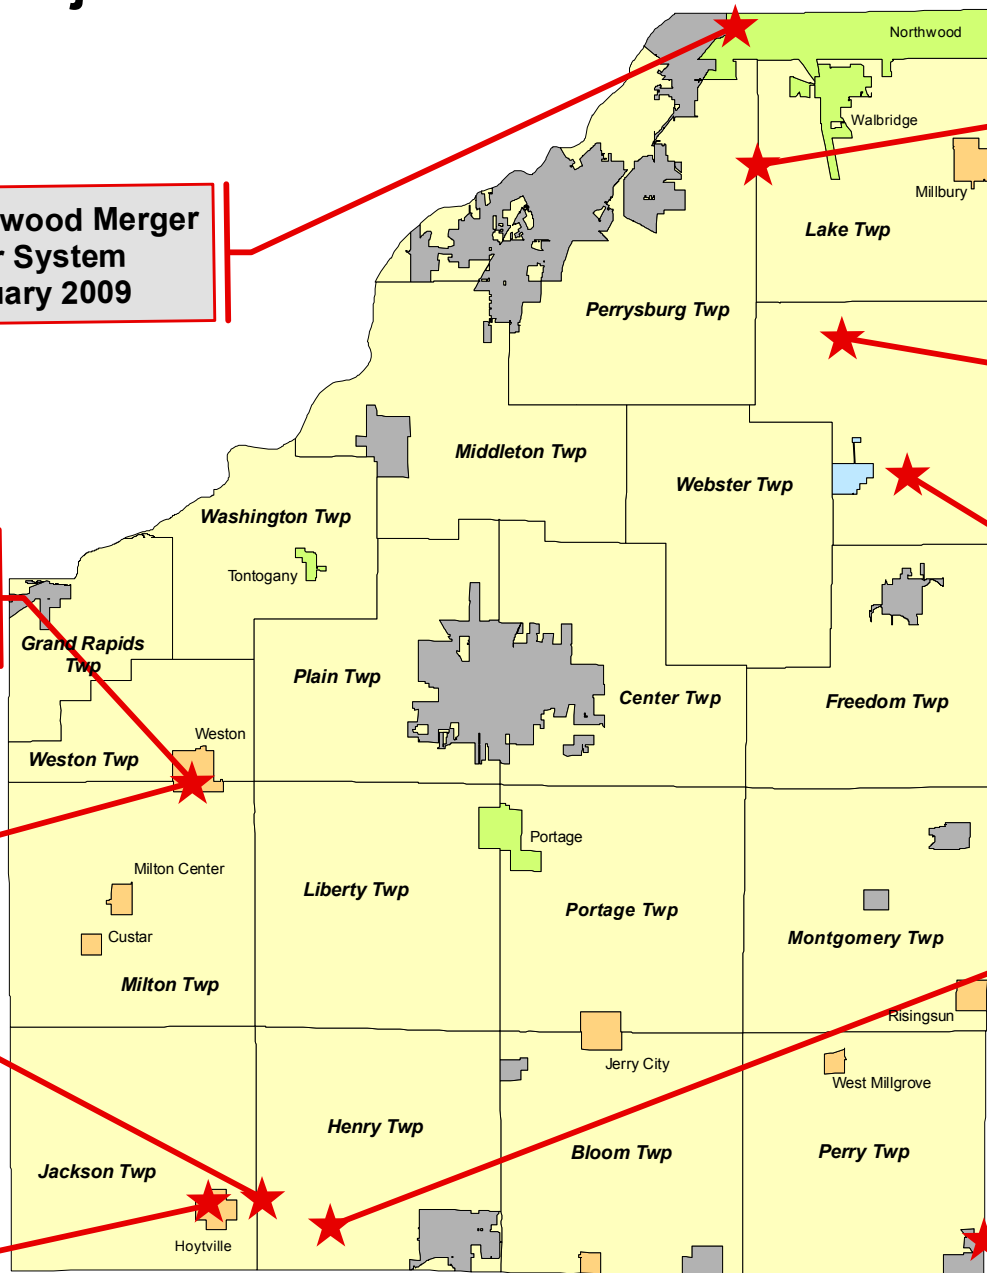 Northwood
Walbridge
Millbury
wood Merger
System
2009
Lake Twp
Perrysburg Twp
Middleton Twp
Webster Twp
Washington Twp
Tontogany
Grand Rapids
Twp
Plain Twp
Center Twp
Freedom Twp
Weston
Weston Twp
Portage
Milton Center
Liberty Twp
Portage Twp
Custar
Montgomery Twp
Milton Twp
Risingsun
Jerry City
West Millgrove
Henry Twp
Bloom Twp
Perry Twp
Jackson Twp
Hoytville